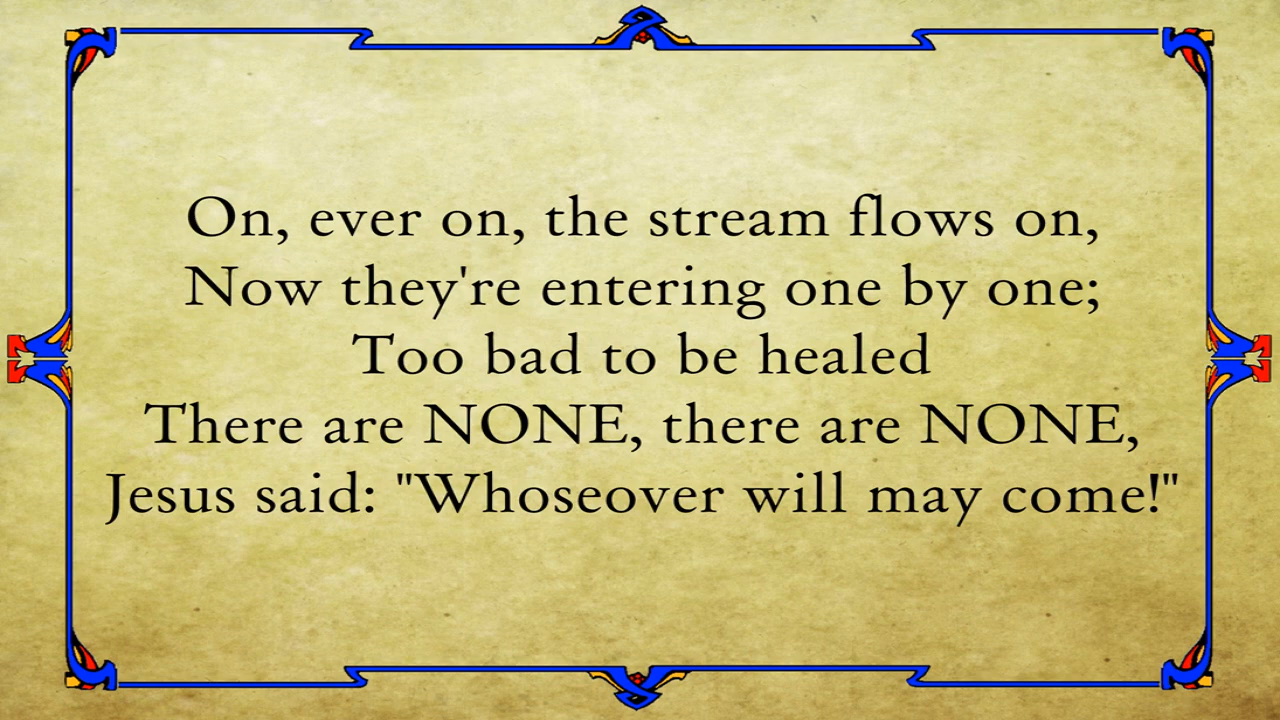 On, ever on, the stream flows on,
Now they're entering one by one;
Too bad to be healed
There are NONE, there are NONE,
Jesus said: "Whoseover will may come!"